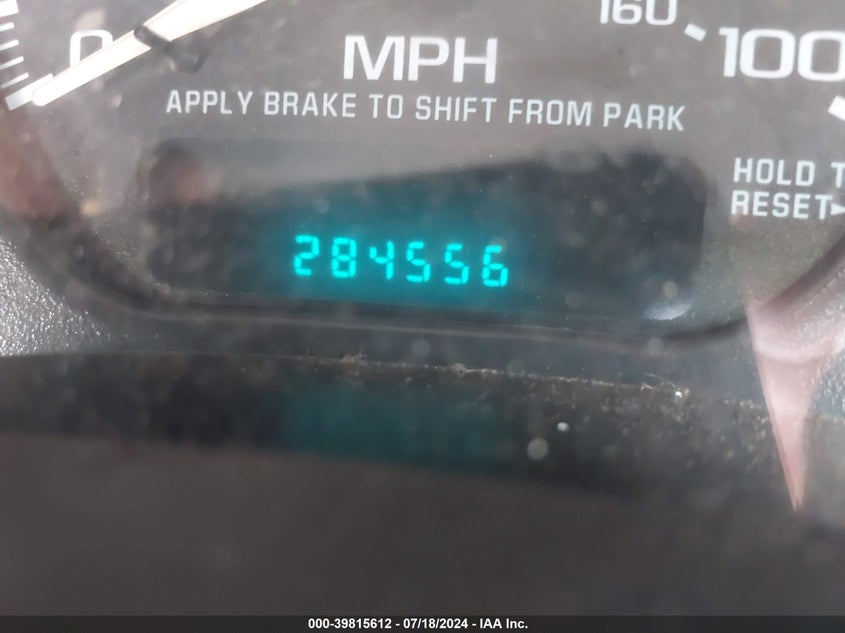 0
160
MPH
100
APPLY BRAKE TO SHIFT FROM PARK
HOLD T
RESET
284556
000-39815612 - 07/18/2024 - IAA Inc.